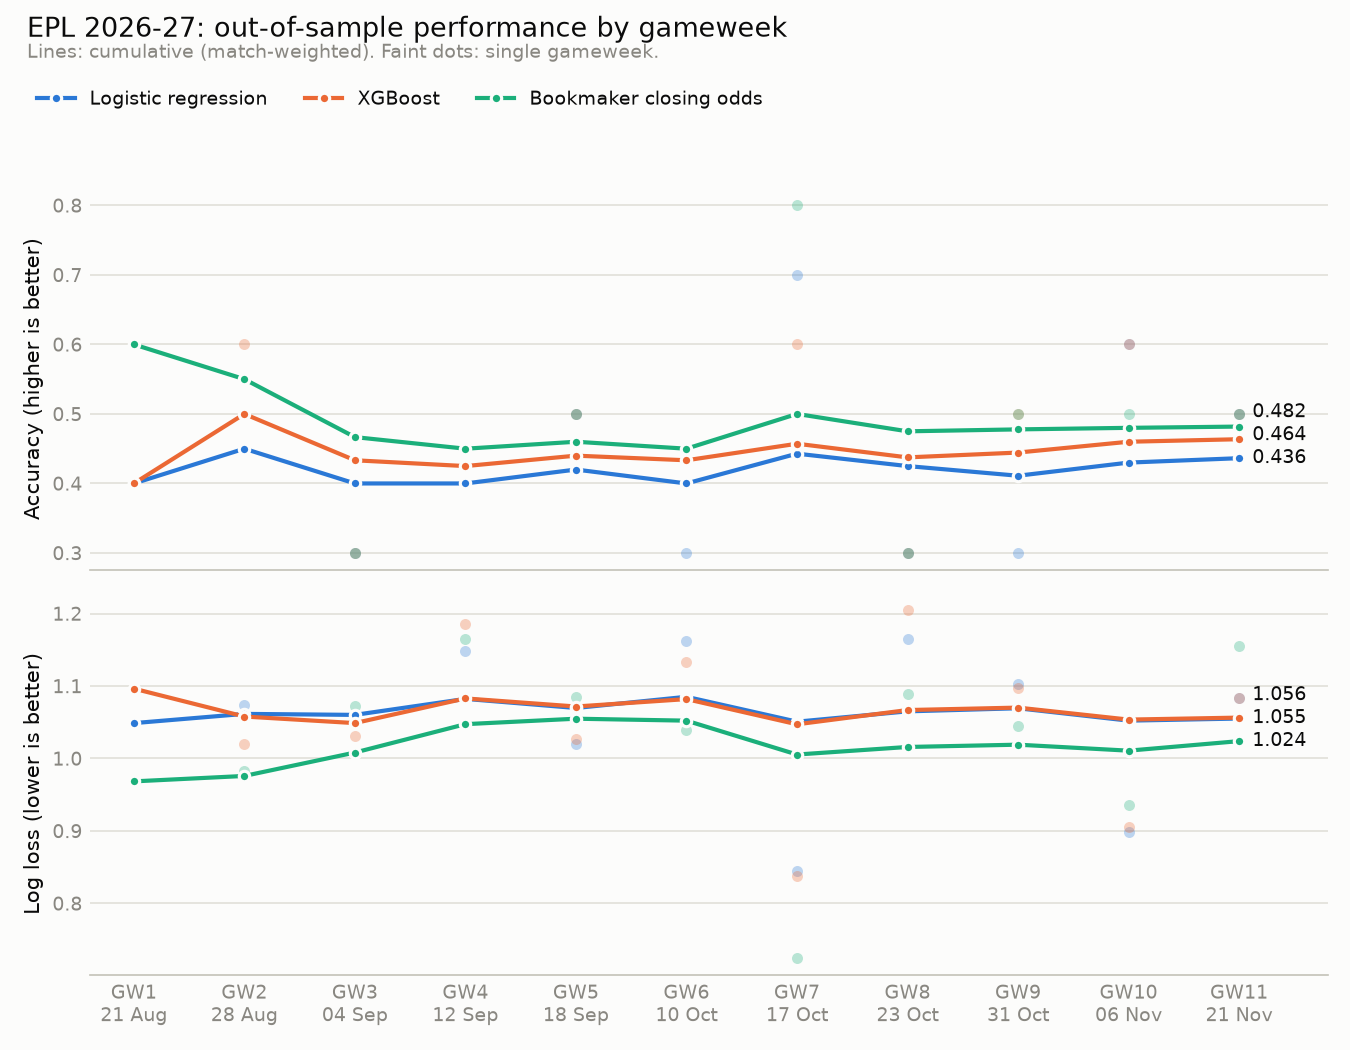 EPL 2026-27: out-of-sample performance by gameweek
Lines: cumulative (match-weighted). Faint dots: single gameweek.
Logistic regression
XGBoost
Bookmaker closing odds
Accuracy (higher is better)
0.8
0.7
0.6
0.5
0.4
0.3
0.482
0.464
0.436
Log loss (lower is better)
1.2
1.1
1.0
0.9
0.8
1.056
1.055
1.024
GW1
21 Aug
GW2
28 Aug
GW3
04 Sep
GW4
12 Sep
GW5
18 Sep
GW6
10 Oct
GW7
17 Oct
GW8
23 Oct
GW9
31 Oct
GW10
06 Nov
GW11
21 Nov